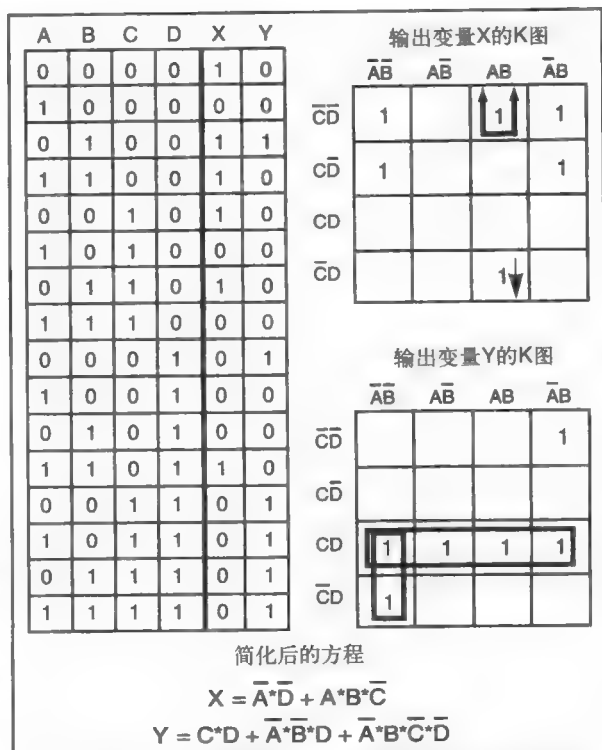 A B C D X Y
0 0 0 0 1 0
1 0 0 0 0 0
0 1 0 0 1 1
1 1 0 0 1 0
0 0 1 0 1 0
1 0 1 0 0 0
0 1 1 0 1 0
1 1 1 0 0 0
0 0 0 1 0 1
1 0 0 1 0 0
0 1 0 1 0 0
1 1 0 1 1 0
0 0 1 1 0 1
1 0 1 1 0 1
0 1 1 1 0 1
1 1 1 1 0 1
输出变量X的K图
A̅B̅ AB̅ AB A̅B
C̅D̅ 1 1 1
CD̅ 1 1
CD
C̅D 1
输出变量Y的K图
A̅B̅ AB̅ AB A̅B
C̅D̅ 1
CD̅
CD 1 1 1 1
C̅D 1
简化后的方程
X = A̅*D̅ + A*B*C̅
Y = C*D + A̅*B̅*D + A̅*B*C̅*D̅